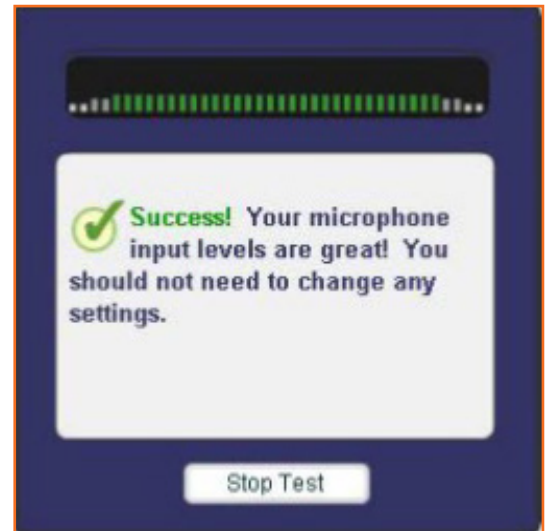 Success! Your microphone
input levels are great! You
should not need to change any
settings.
Stop Test